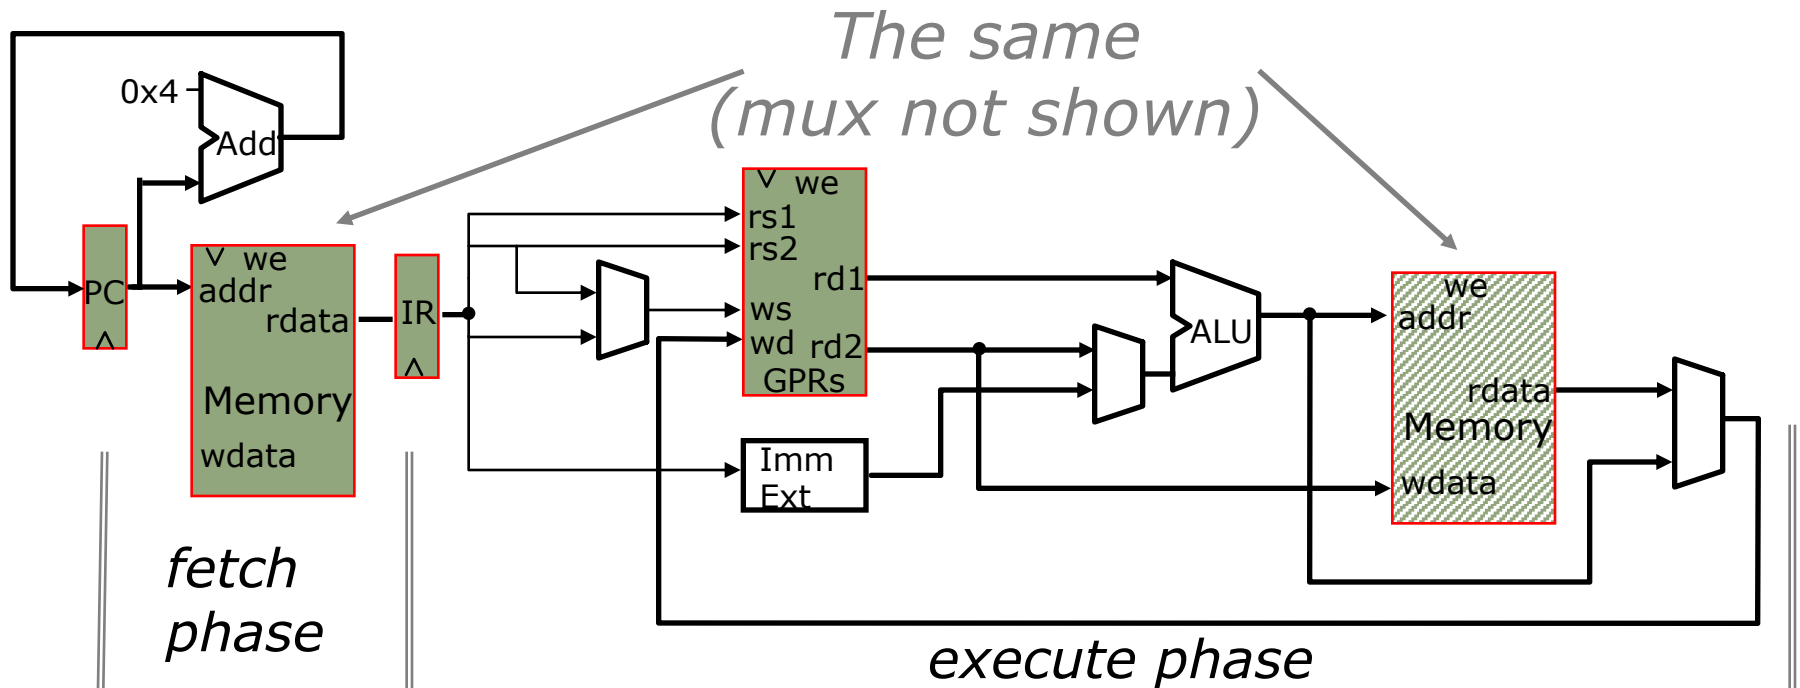 The same
(mux not shown)
0x4
Add
PC
we
addr
rdata
Memory
wdata
IR
we
rs1
rs2
rd1
ws
wd
rd2
GPRs
Imm
Ext
ALU
we
addr
rdata
Memory
wdata
fetch
phase
execute phase